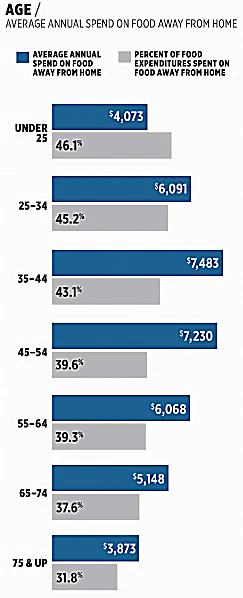 AGE /
AVERAGE ANNUAL SPEND ON FOOD AWAY FROM HOME
AVERAGE ANNUAL
SPEND ON FOOD
AWAY FROM HOME
PERCENT OF FOOD
EXPENDITURES SPENT ON
FOOD AWAY FROM HOME
UNDER
25
$4,073
46.1%
25–34
$6,091
45.2%
35–44
$7,483
43.1%
45–54
$7,230
39.6%
55–64
$6,068
39.3%
65–74
$5,148
37.6%
75 & UP
$3,873
31.8%